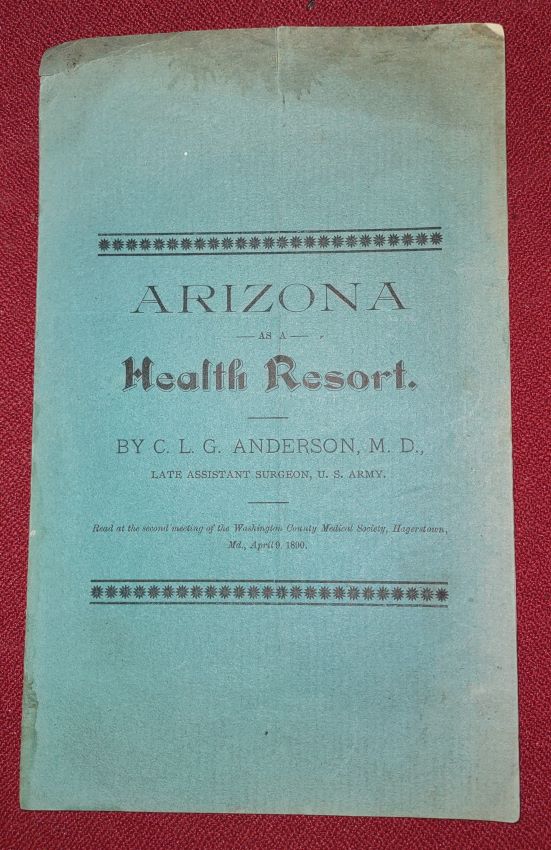 ARIZONA
— AS A —
Health Resort.
BY C. L. G. ANDERSON, M. D.,
LATE ASSISTANT SURGEON, U. S. ARMY.
Read at the second meeting of the Washington County Medical Society, Hagerstown,
Md., April 9, 1890.